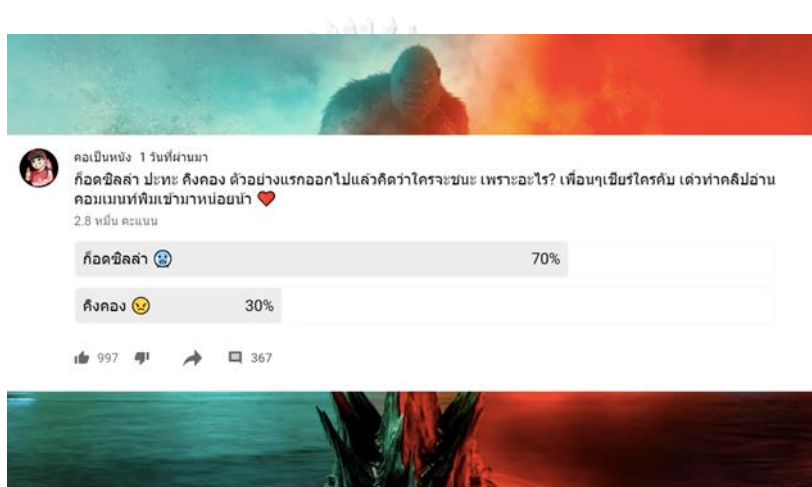 คอเป็นหนัง 1 วันที่ผ่านมา
ก็อดซิลล่า ปะทะ คิงคอง ตัวอย่างแรกออกไปแล้วคิดว่าใครจะชนะ เพราะอะไร? เพื่อนๆเชียร์ใครคับ เด๋วทำคลิปอ่าน
คอมเมนท์พิมเข้ามาหน่อยน้า ❤️
2.8 หมื่น คะแนน
ก็อดซิลล่า 🥶 70%
คิงคอง 😠 30%
997 367